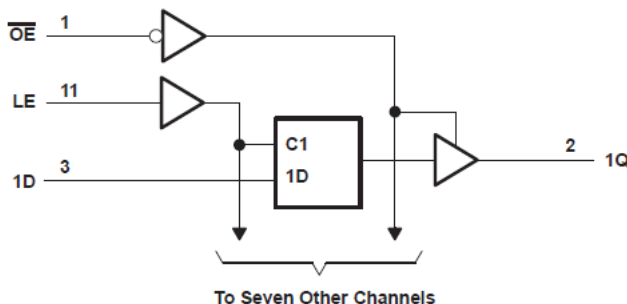 OE 1
LE 11
C1
1D 3
1D
2 1Q
To Seven Other Channels